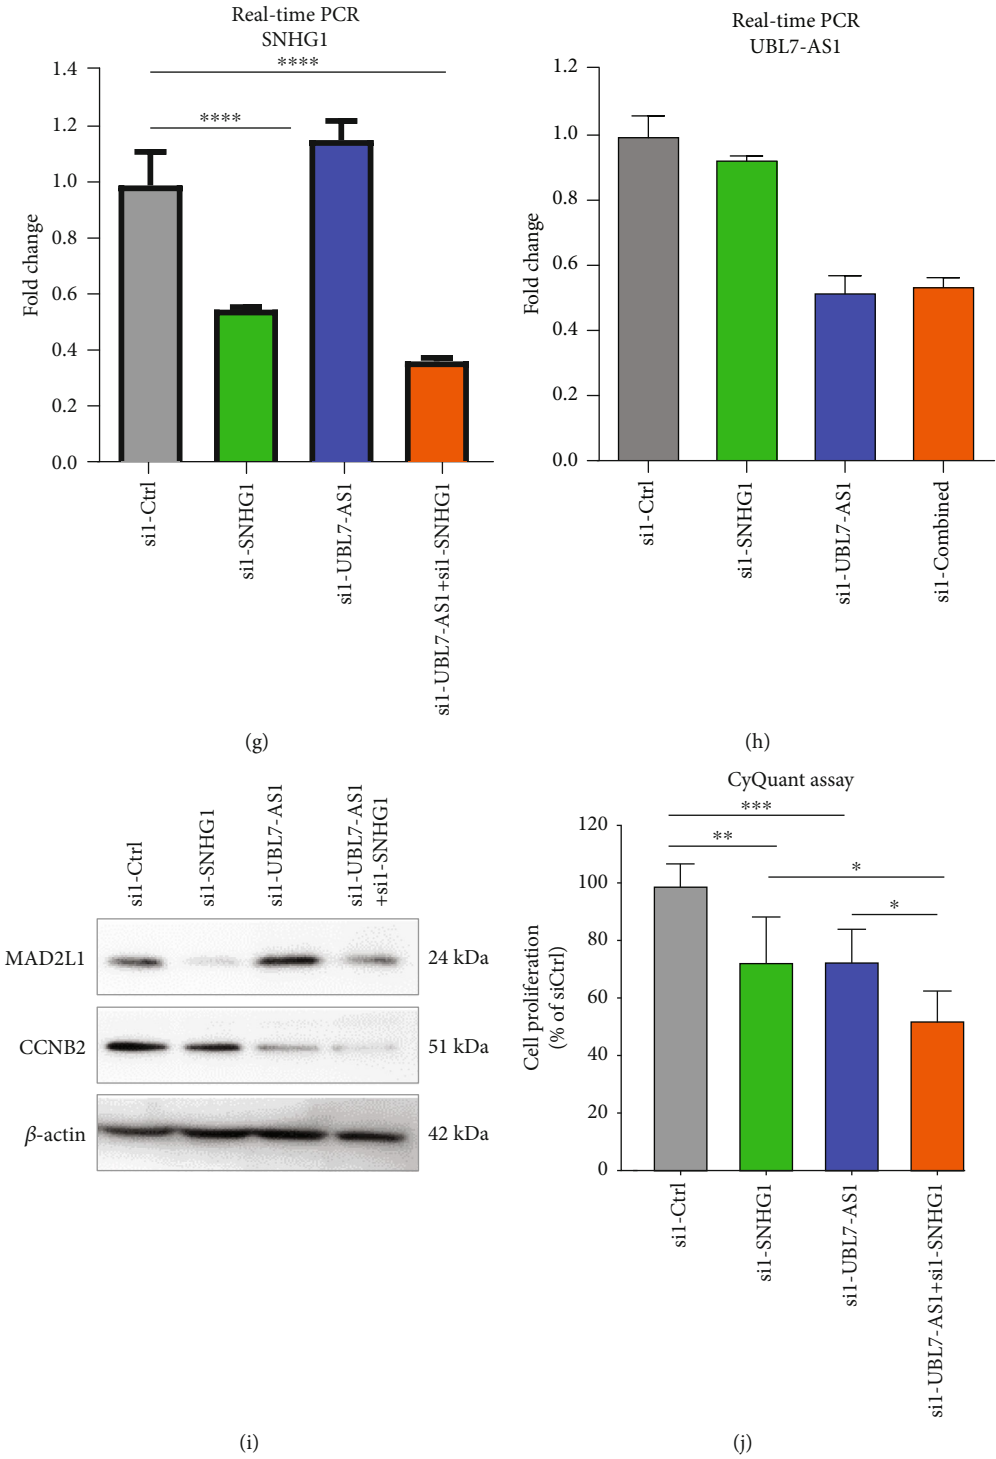 Real-time PCR
SNHG1
Fold change
1.4
1.2
1.0
0.8
0.6
0.4
0.2
0.0
****
****
si1-Ctrl
si1-SNHG1
si1-UBL7-AS1
si1-UBL7-AS1+si1-SNHG1
(g)
Real-time PCR
UBL7-AS1
Fold change
1.2
1.0
0.8
0.6
0.4
0.2
0.0
si1-Ctrl
si1-SNHG1
si1-UBL7-AS1
si1-Combined
(h)
si1-Ctrl
si1-SNHG1
si1-UBL7-AS1
si1-UBL7-AS1
+si1-SNHG1
MAD2L1
24 kDa
CCNB2
51 kDa
β-actin
42 kDa
(i)
CyQuant assay
Cell proliferation
(% of siCtrl)
120
100
80
60
40
20
0
***
**
*
*
si1-Ctrl
si1-SNHG1
si1-UBL7-AS1
si1-UBL7-AS1+si1-SNHG1
(j)